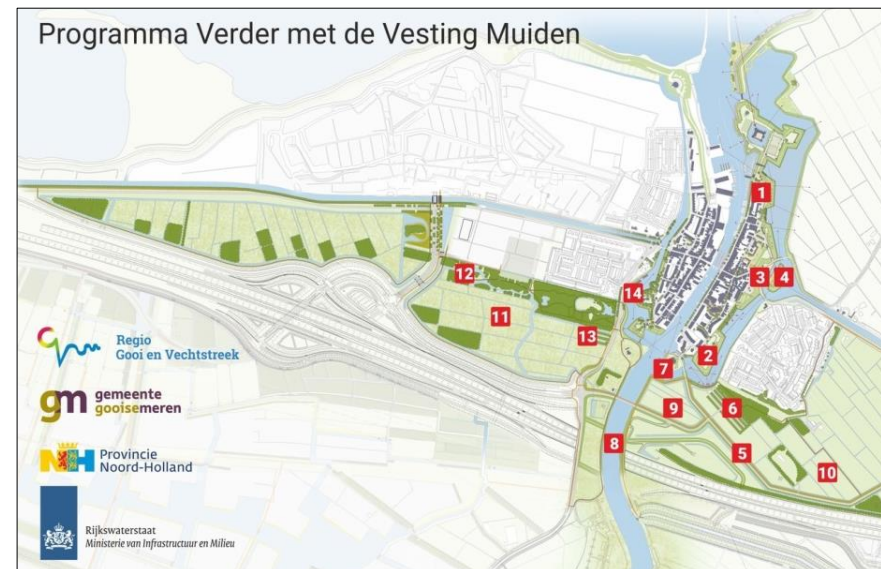 Programma Verder met de Vesting Muiden
1
3
4
12
14
11
13
2
7
9
6
8
5
10
Regio
Gooi en Vechtstreek
gm gemeente
gooisemeren
NH Provincie
Noord-Holland
Rijkswaterstaat
Ministerie van Infrastructuur en Milieu